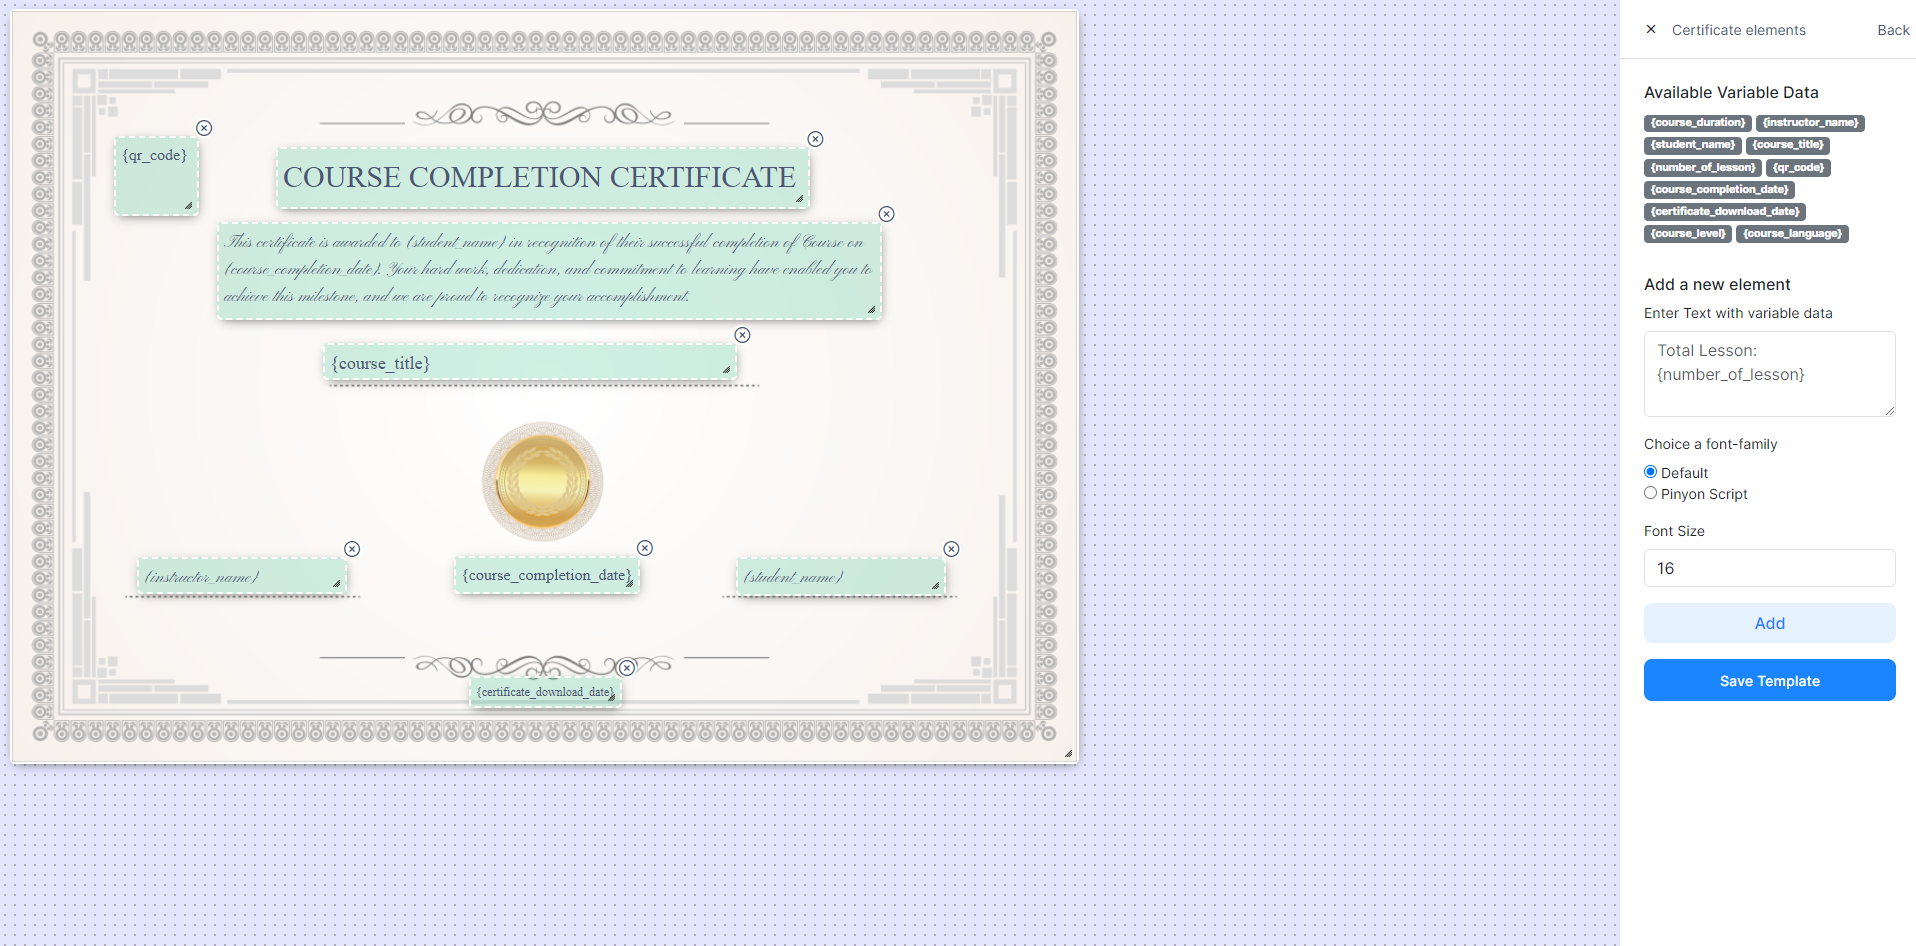 {qr_code}
COURSE COMPLETION CERTIFICATE
This certificate is awarded to {student_name} in recognition of their successful completion of Course on
{course_completion_date}. Your hard work, dedication, and commitment to learning have enabled you to
achieve this milestone, and we are proud to recognize your accomplishment.
{course_title}
{instructor_name}
{course_completion_date}
{student_name}
{certificate_download_date}
Certificate elements
Back
Available Variable Data
{course_duration} {instructor_name}
{student_name} {course_title}
{number_of_lesson} {qr_code}
{course_completion_date}
{certificate_download_date}
{course_level} {course_language}
Add a new element
Enter Text with variable data
Total Lesson:
{number_of_lesson}
Choice a font-family
Default
Pinyon Script
Font Size
16
Add
Save Template